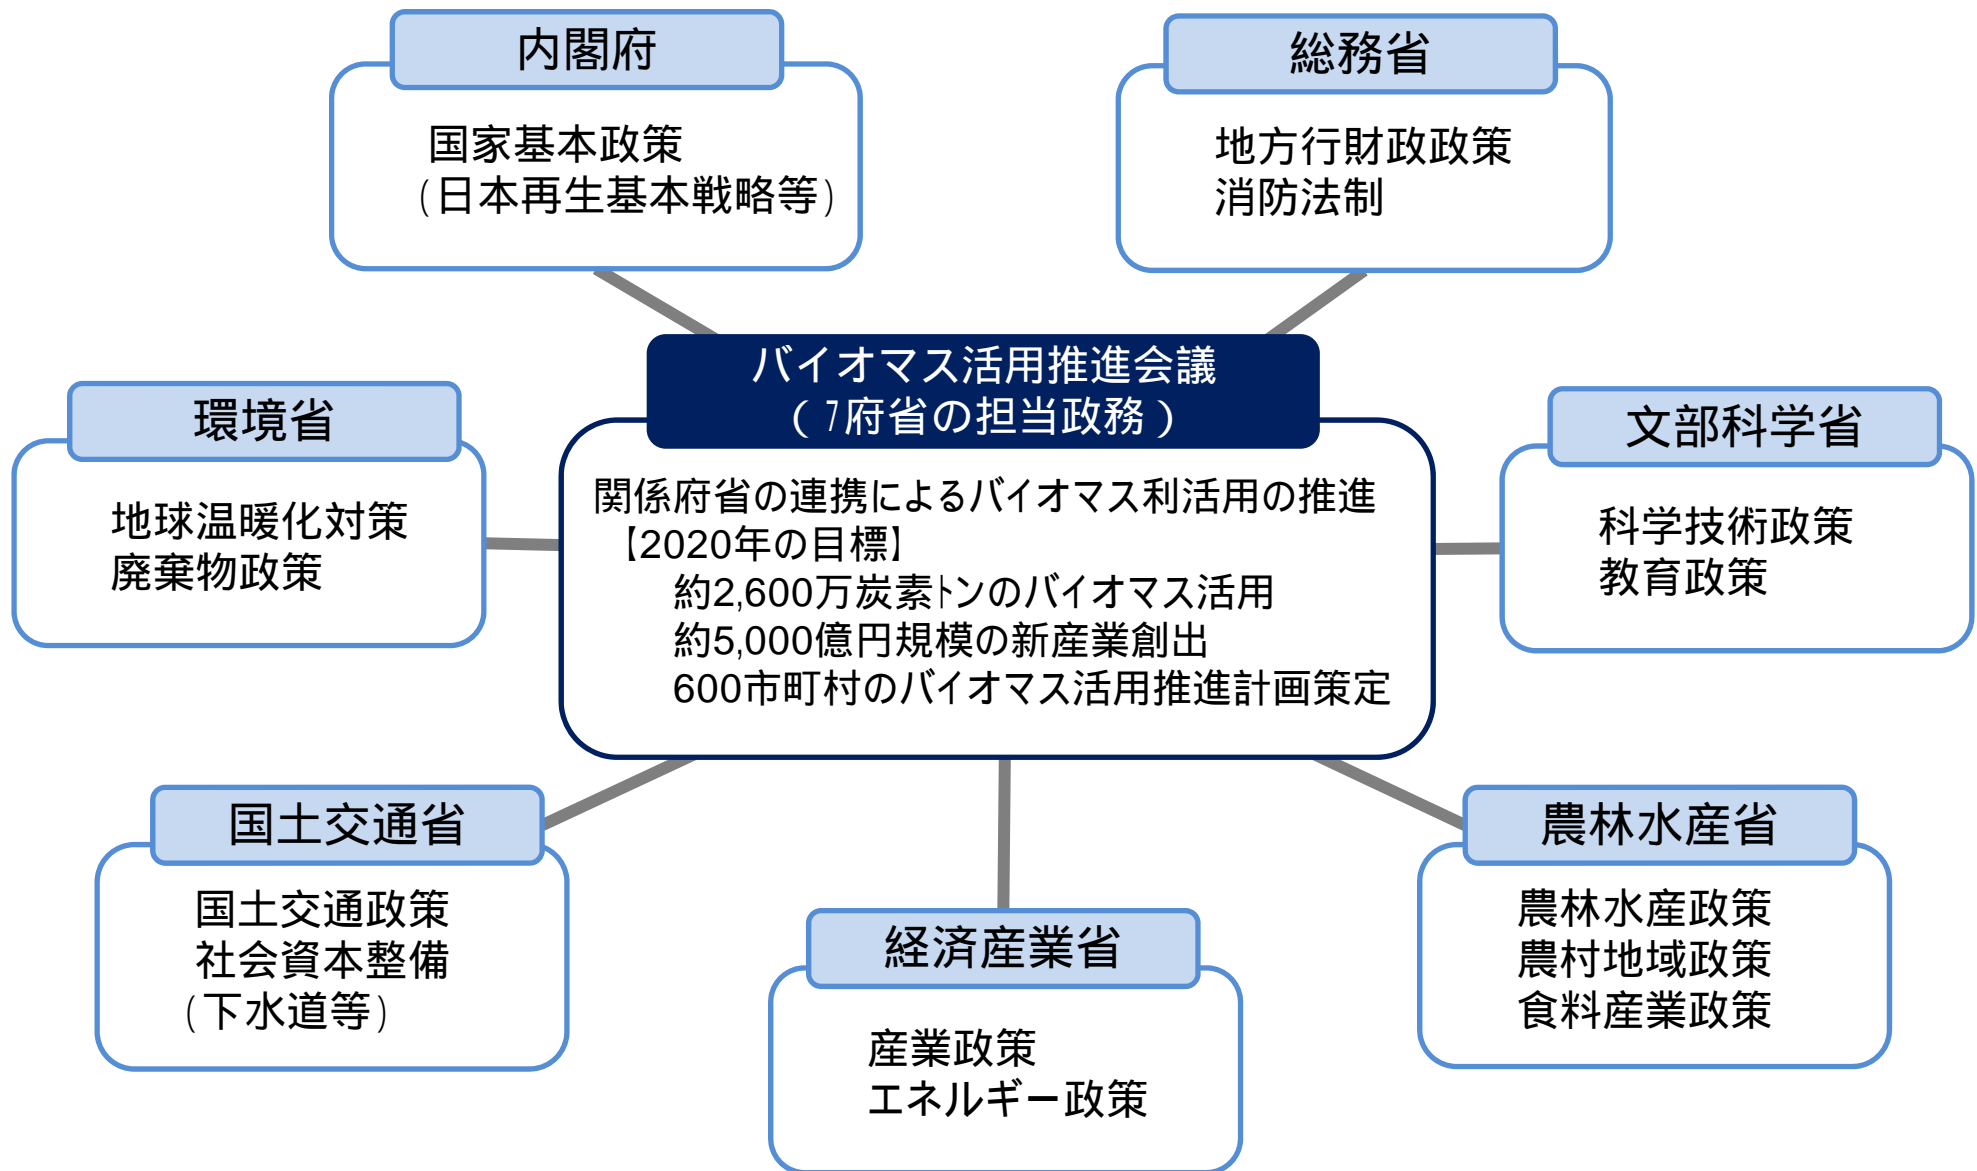 内閣府
国家基本政策
(日本再生基本戦略等)
総務省
地方行財政政策
消防法制
バイオマス活用推進会議
(7府省の担当政務)
関係府省の連携によるバイオマス利活用の推進
【2020年の目標】
約2,600万炭素トンのバイオマス活用
約5,000億円規模の新産業創出
600市町村のバイオマス活用推進計画策定
環境省
地球温暖化対策
廃棄物政策
文部科学省
科学技術政策
教育政策
国土交通省
国土交通政策
社会資本整備
(下水道等)
経済産業省
産業政策
エネルギー政策
農林水産省
農林水産政策
農村地域政策
食料産業政策